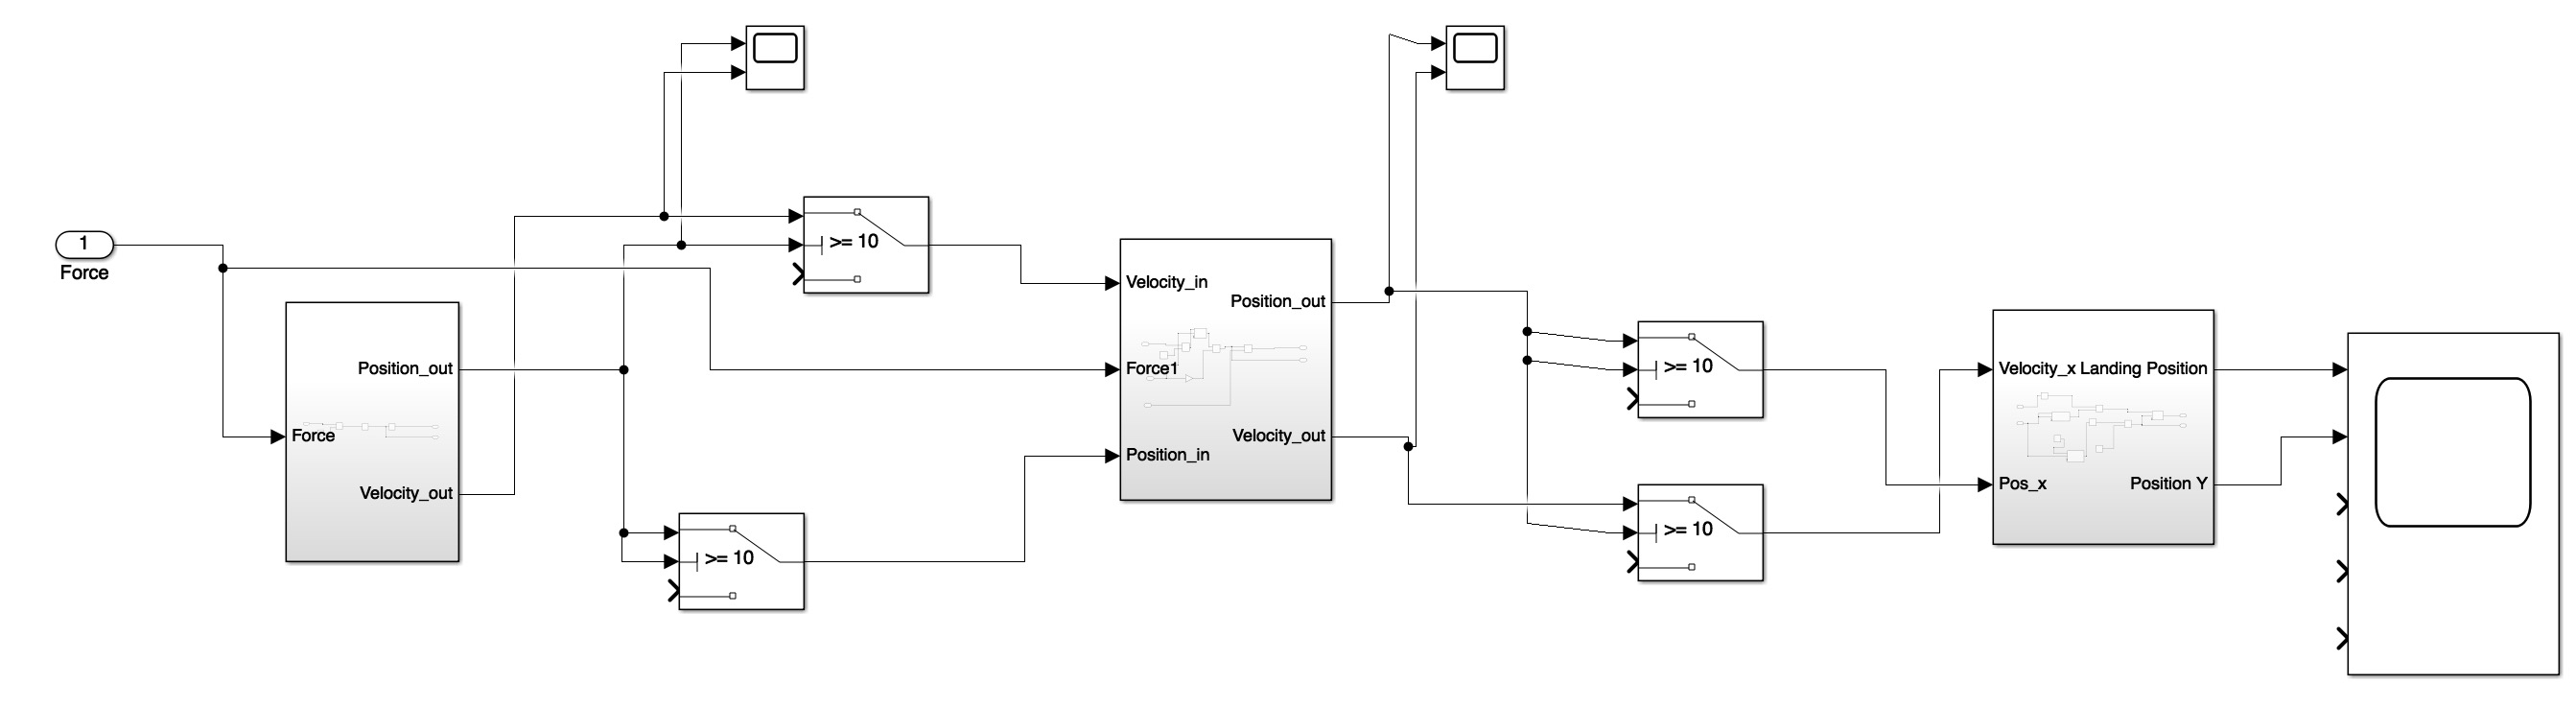 1
Force
Force
Position_out
Velocity_out
>= 10
>= 10
Velocity_in
Force1
Position_in
Position_out
Velocity_out
>= 10
>= 10
Velocity_x Landing Position
Pos_x Position Y